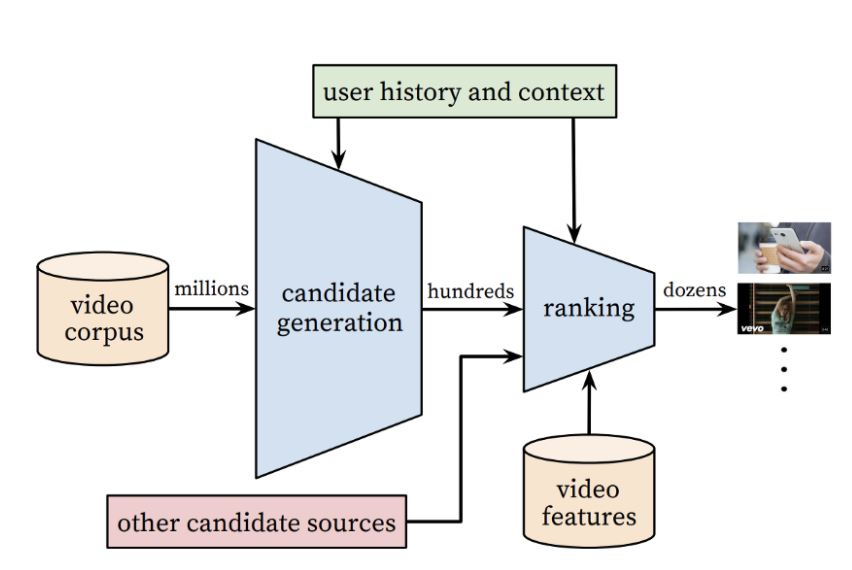 user history and context
video
corpus
millions
candidate
generation
hundreds
ranking
dozens
vevo
other candidate sources
video
features